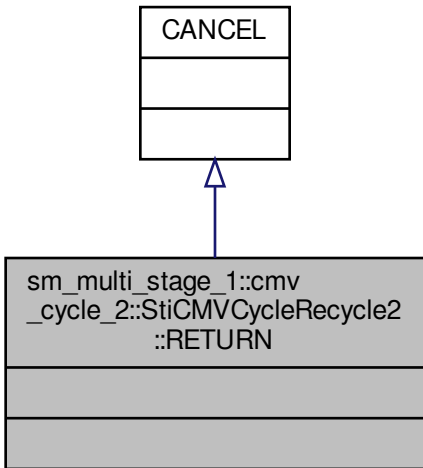 CANCEL
sm_multi_stage_1::cmv
_cycle_2::StiCMVCycleRecycle2
::RETURN